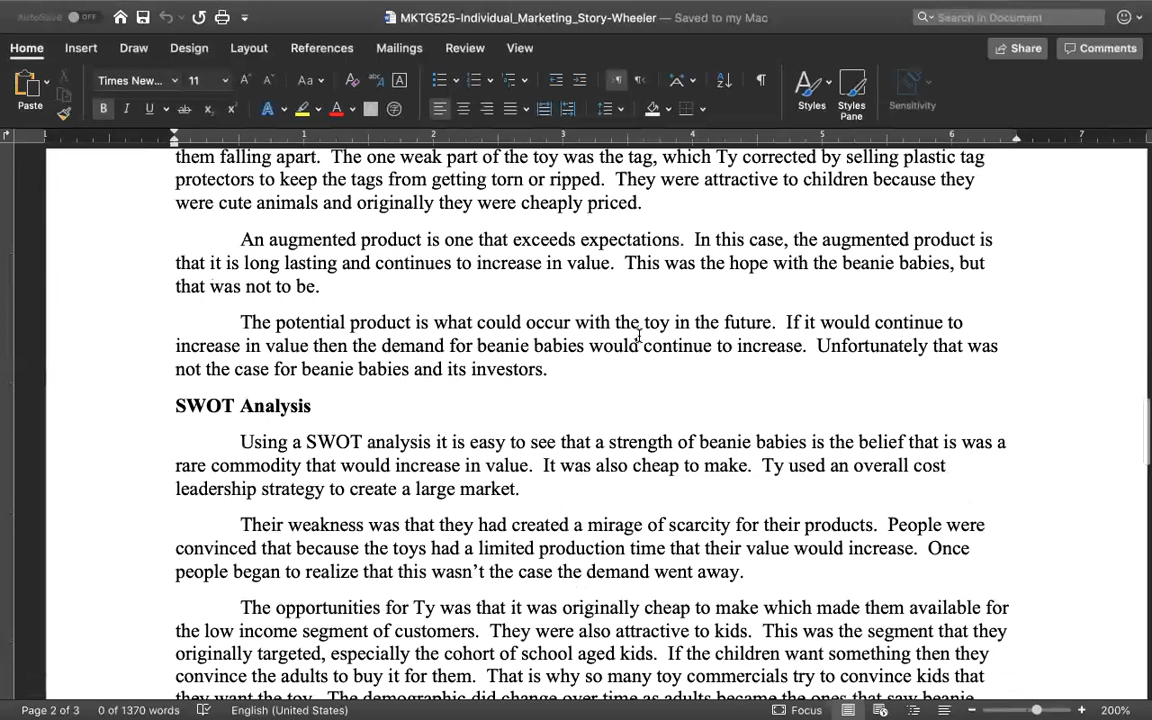 AutoSave OFF
MKTG525-Individual_Marketing_Story-Wheeler — Saved to my Mac
Search in Document
Home Insert Draw Design Layout References Mailings Review View
Share Comments
Times New... 11
Paste
Styles
Styles Pane
Sensitivity
1 1 2 3 4 5 6 7
them falling apart.  The one weak part of the toy was the tag, which Ty corrected by selling plastic tag
protectors to keep the tags from getting torn or ripped.  They were attractive to children because they
were cute animals and originally they were cheaply priced.
An augmented product is one that exceeds expectations.  In this case, the augmented product is
that it is long lasting and continues to increase in value.  This was the hope with the beanie babies, but
that was not to be.
The potential product is what could occur with the toy in the future.  If it would continue to
increase in value then the demand for beanie babies would continue to increase.  Unfortunately that was
not the case for beanie babies and its investors.
SWOT Analysis
Using a SWOT analysis it is easy to see that a strength of beanie babies is the belief that is was a
rare commodity that would increase in value.  It was also cheap to make.  Ty used an overall cost
leadership strategy to create a large market.
Their weakness was that they had created a mirage of scarcity for their products.  People were
convinced that because the toys had a limited production time that their value would increase.  Once
people began to realize that this wasn't the case the demand went away.
The opportunities for Ty was that it was originally cheap to make which made them available for
the low income segment of customers.  They were also attractive to kids.  This was the segment that they
originally targeted, especially the cohort of school aged kids.  If the children want something then they
convince the adults to buy it for them.  That is why so many toy commercials try to convince kids that
they want the toy.  The demographic did change over time as adults became the ones that saw beanie
Page 2 of 3 0 of 1370 words English (United States) Focus 200%